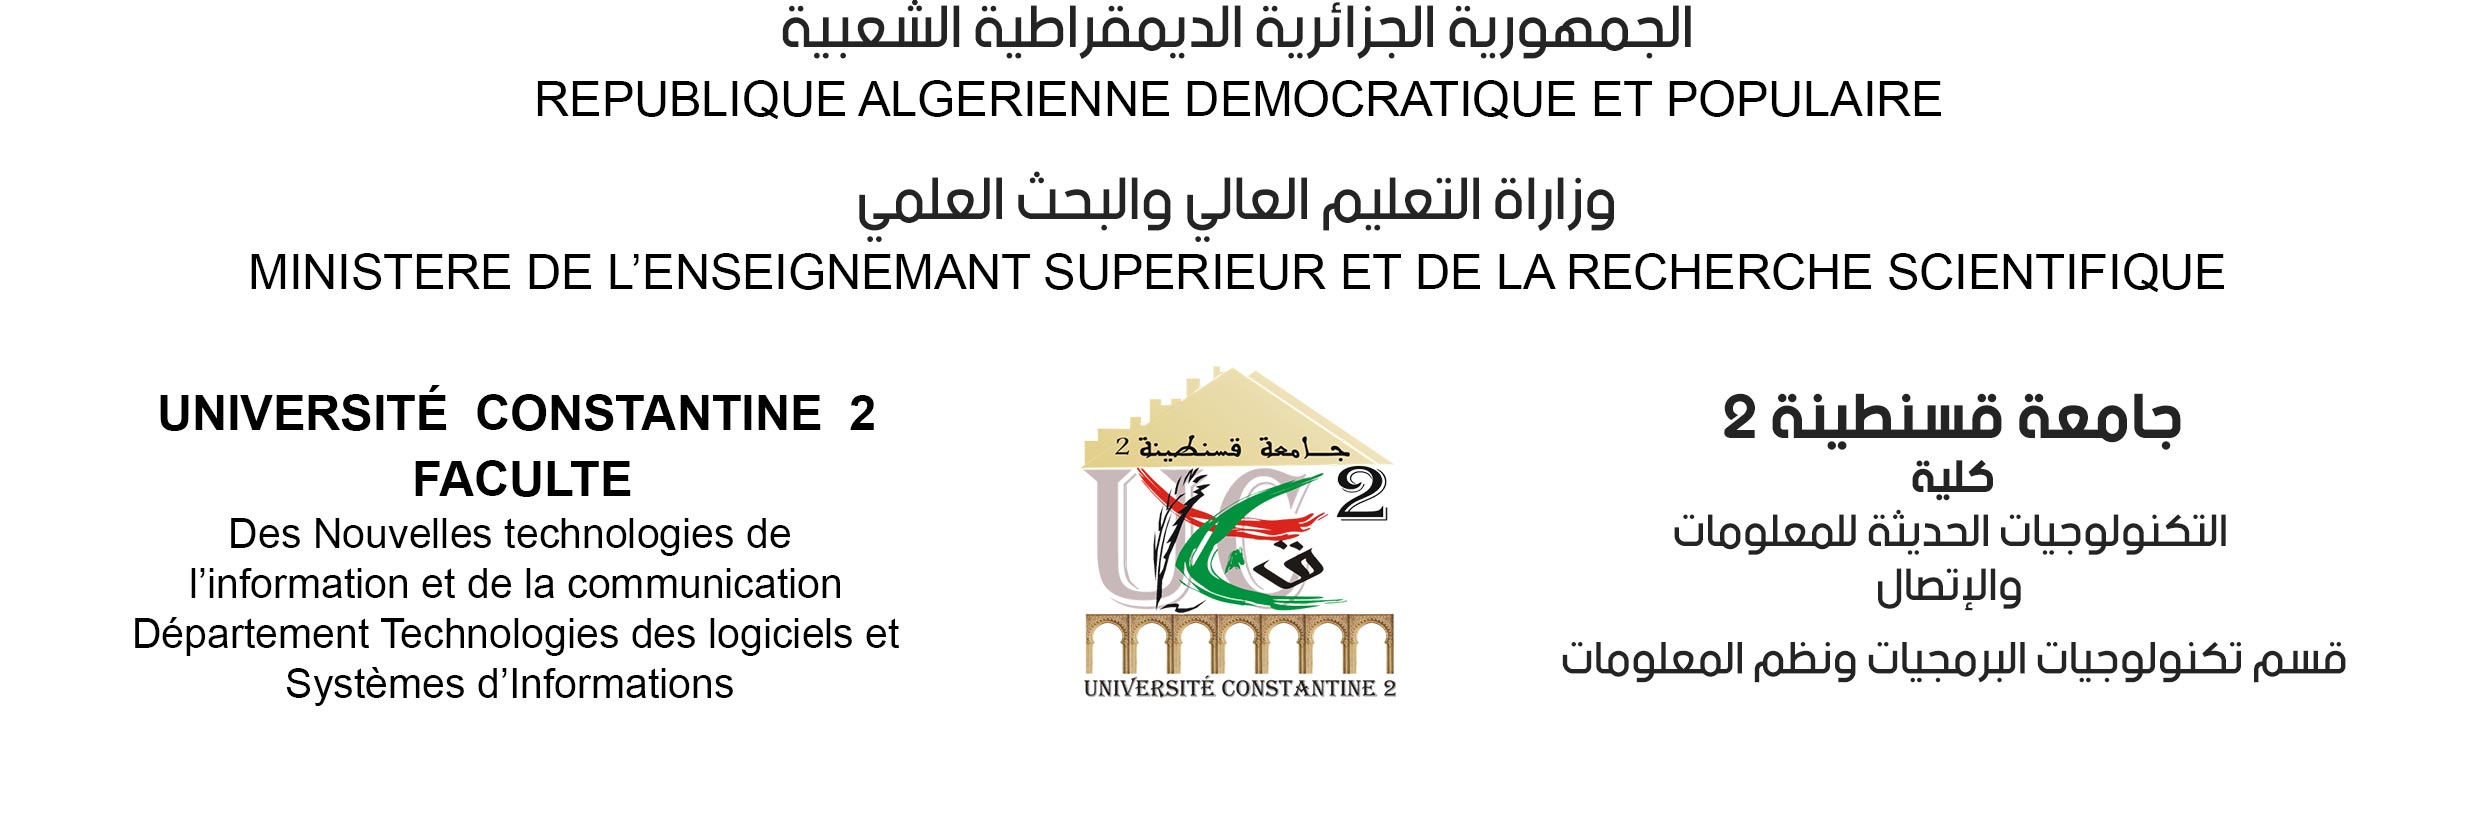 الجمهورية الجزائرية الديمقراطية الشعبية
REPUBLIQUE ALGERIENNE DEMOCRATIQUE ET POPULAIRE
وزاراة التعليم العالي والبحث العلمي
MINISTERE DE L’ENSEIGNEMANT SUPERIEUR ET DE LA RECHERCHE SCIENTIFIQUE
UNIVERSITÉ CONSTANTINE 2
FACULTE
Des Nouvelles technologies de
l’information et de la communication
Département Technologies des logiciels et
Systèmes d’Informations
جامعة قسنطينة 2
UC 2
ق
UNIVERSITÉ CONSTANTINE 2
جامعة قسنطينة 2
كلية
التكنولوجيات الحديثة للمعلومات
والإتصال
قسم تكنولوجيات البرمجيات ونظم المعلومات